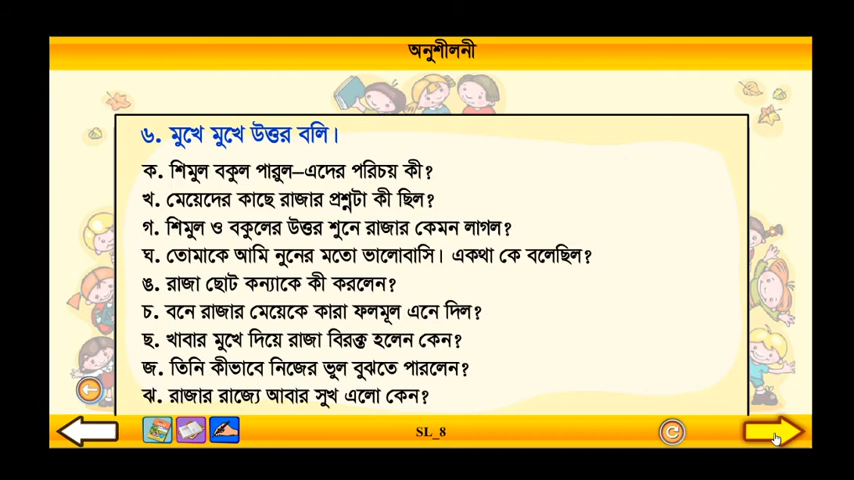 অনুশীলনী
৬. মুখে মুখে উত্তর বলি।
ক. শিমুল বকুল পারুল–এদের পরিচয় কী?
খ. মেয়েদের কাছে রাজার প্রশ্নটা কী ছিল?
গ. শিমুল ও বকুলের উত্তর শুনে রাজার কেমন লাগল?
ঘ. তোমাকে আমি নুনের মতো ভালোবাসি। একথা কে বলেছিল?
ঙ. রাজা ছোট কন্যাকে কী করলেন?
চ. বনে রাজার মেয়েকে কারা ফলমূল এনে দিল?
ছ. খাবার মুখে দিয়ে রাজা বিরক্ত হলেন কেন?
জ. তিনি কীভাবে নিজের ভুল বুঝতে পারলেন?
ঝ. রাজার রাজ্যে আবার সুখ এলো কেন?
SL_8